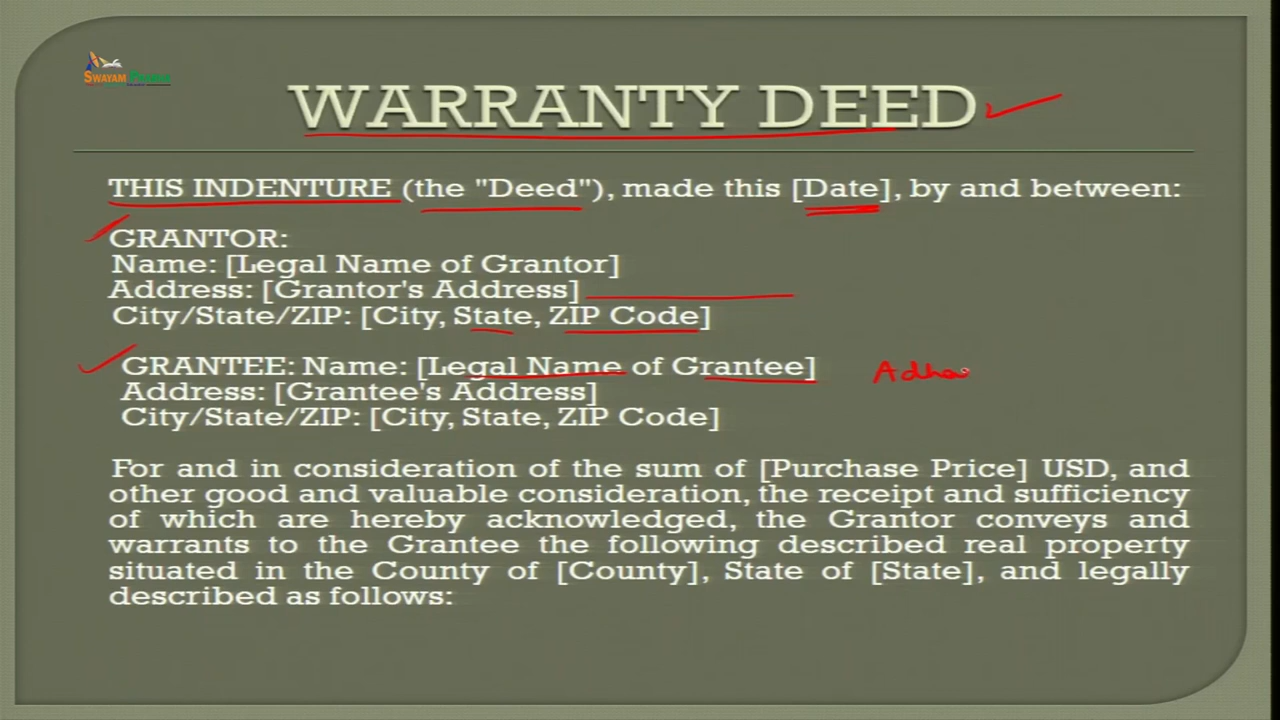 SWAYAM Prabha
WARRANTY DEED
THIS INDENTURE (the "Deed"), made this [Date], by and between:
GRANTOR:
Name: [Legal Name of Grantor]
Address: [Grantor's Address]
City/State/ZIP: [City, State, ZIP Code]
GRANTEE: Name: [Legal Name of Grantee]
Adha
Address: [Grantee's Address]
City/State/ZIP: [City, State, ZIP Code]
For and in consideration of the sum of [Purchase Price] USD, and
other good and valuable consideration, the receipt and sufficiency
of which are hereby acknowledged, the Grantor conveys and
warrants to the Grantee the following described real property
situated in the County of [County], State of [State], and legally
described as follows: